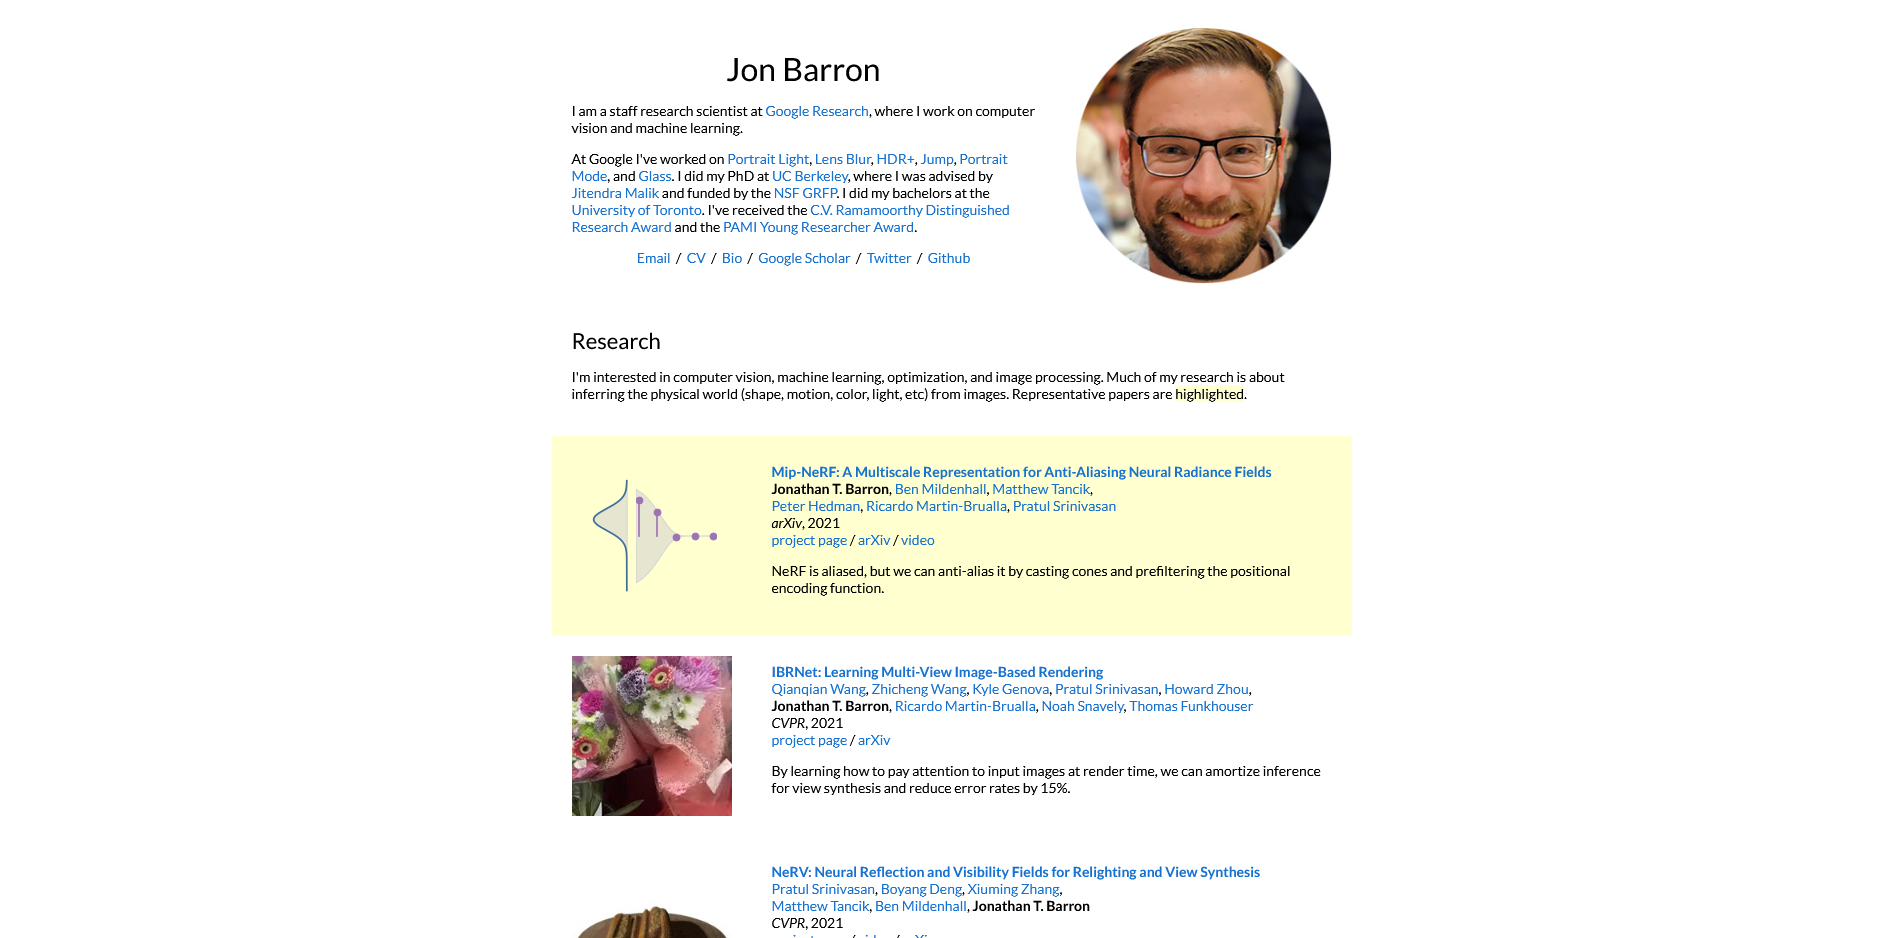 Jon Barron
I am a staff research scientist at Google Research, where I work on computer
vision and machine learning.
At Google I've worked on Portrait Light, Lens Blur, HDR+, Jump, Portrait
Mode, and Glass. I did my PhD at UC Berkeley, where I was advised by
Jitendra Malik and funded by the NSF GRFP. I did my bachelors at the
University of Toronto. I've received the C.V. Ramamoorthy Distinguished
Research Award and the PAMI Young Researcher Award.
Email / CV / Bio / Google Scholar / Twitter / Github
Research
I'm interested in computer vision, machine learning, optimization, and image processing. Much of my research is about
inferring the physical world (shape, motion, color, light, etc) from images. Representative papers are highlighted.
Mip-NeRF: A Multiscale Representation for Anti-Aliasing Neural Radiance Fields
Jonathan T. Barron, Ben Mildenhall, Matthew Tancik,
Peter Hedman, Ricardo Martin-Brualla, Pratul Srinivasan
arXiv, 2021
project page / arXiv / video
NeRF is aliased, but we can anti-alias it by casting cones and prefiltering the positional
encoding function.
IBRNet: Learning Multi-View Image-Based Rendering
Qianqian Wang, Zhicheng Wang, Kyle Genova, Pratul Srinivasan, Howard Zhou,
Jonathan T. Barron, Ricardo Martin-Brualla, Noah Snavely, Thomas Funkhouser
CVPR, 2021
project page / arXiv
By learning how to pay attention to input images at render time, we can amortize inference
for view synthesis and reduce error rates by 15%.
NeRV: Neural Reflection and Visibility Fields for Relighting and View Synthesis
Pratul Srinivasan, Boyang Deng, Xiuming Zhang,
Matthew Tancik, Ben Mildenhall, Jonathan T. Barron
CVPR, 2021